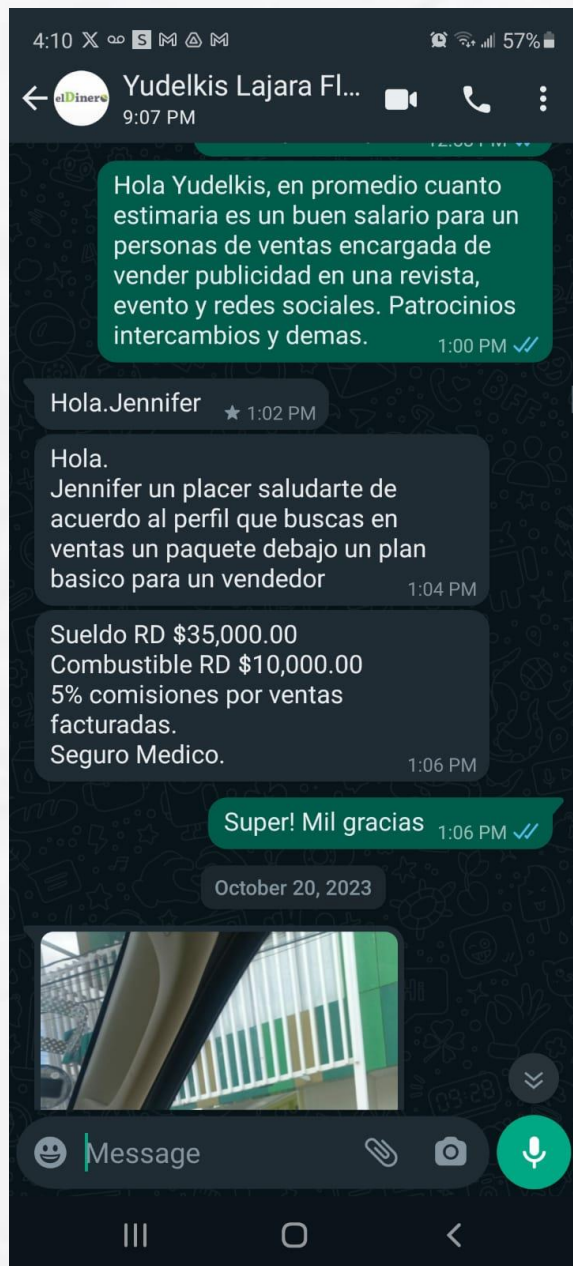 4:10
57%
elDinero
Yudelkis Lajara Fl...
9:07 PM
Hola Yudelkis, en promedio cuanto
estimaria es un buen salario para un
personas de ventas encargada de
vender publicidad en una revista,
evento y redes sociales. Patrocinios
intercambios y demas.
1:00 PM
Hola.Jennifer
1:02 PM
Hola.
Jennifer un placer saludarte de
acuerdo al perfil que buscas en
ventas un paquete debajo un plan
basico para un vendedor
1:04 PM
Sueldo RD $35,000.00
Combustible RD $10,000.00
5% comisiones por ventas
facturadas.
Seguro Medico.
1:06 PM
Super! Mil gracias
1:06 PM
October 20, 2023
Message